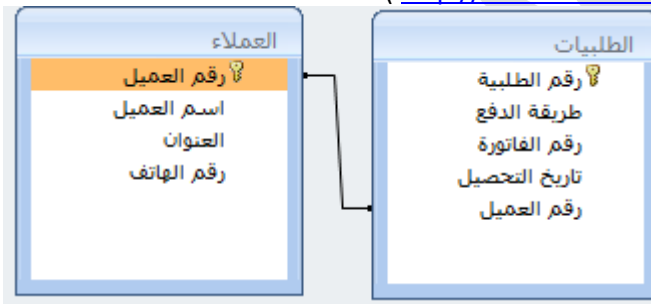 الطلبيات
رقم الطلبية
طريقة الدفع
رقم الفاتورة
تاريخ التحصيل
رقم العميل
العملاء
رقم العميل
اسم العميل
العنوان
رقم الهاتف